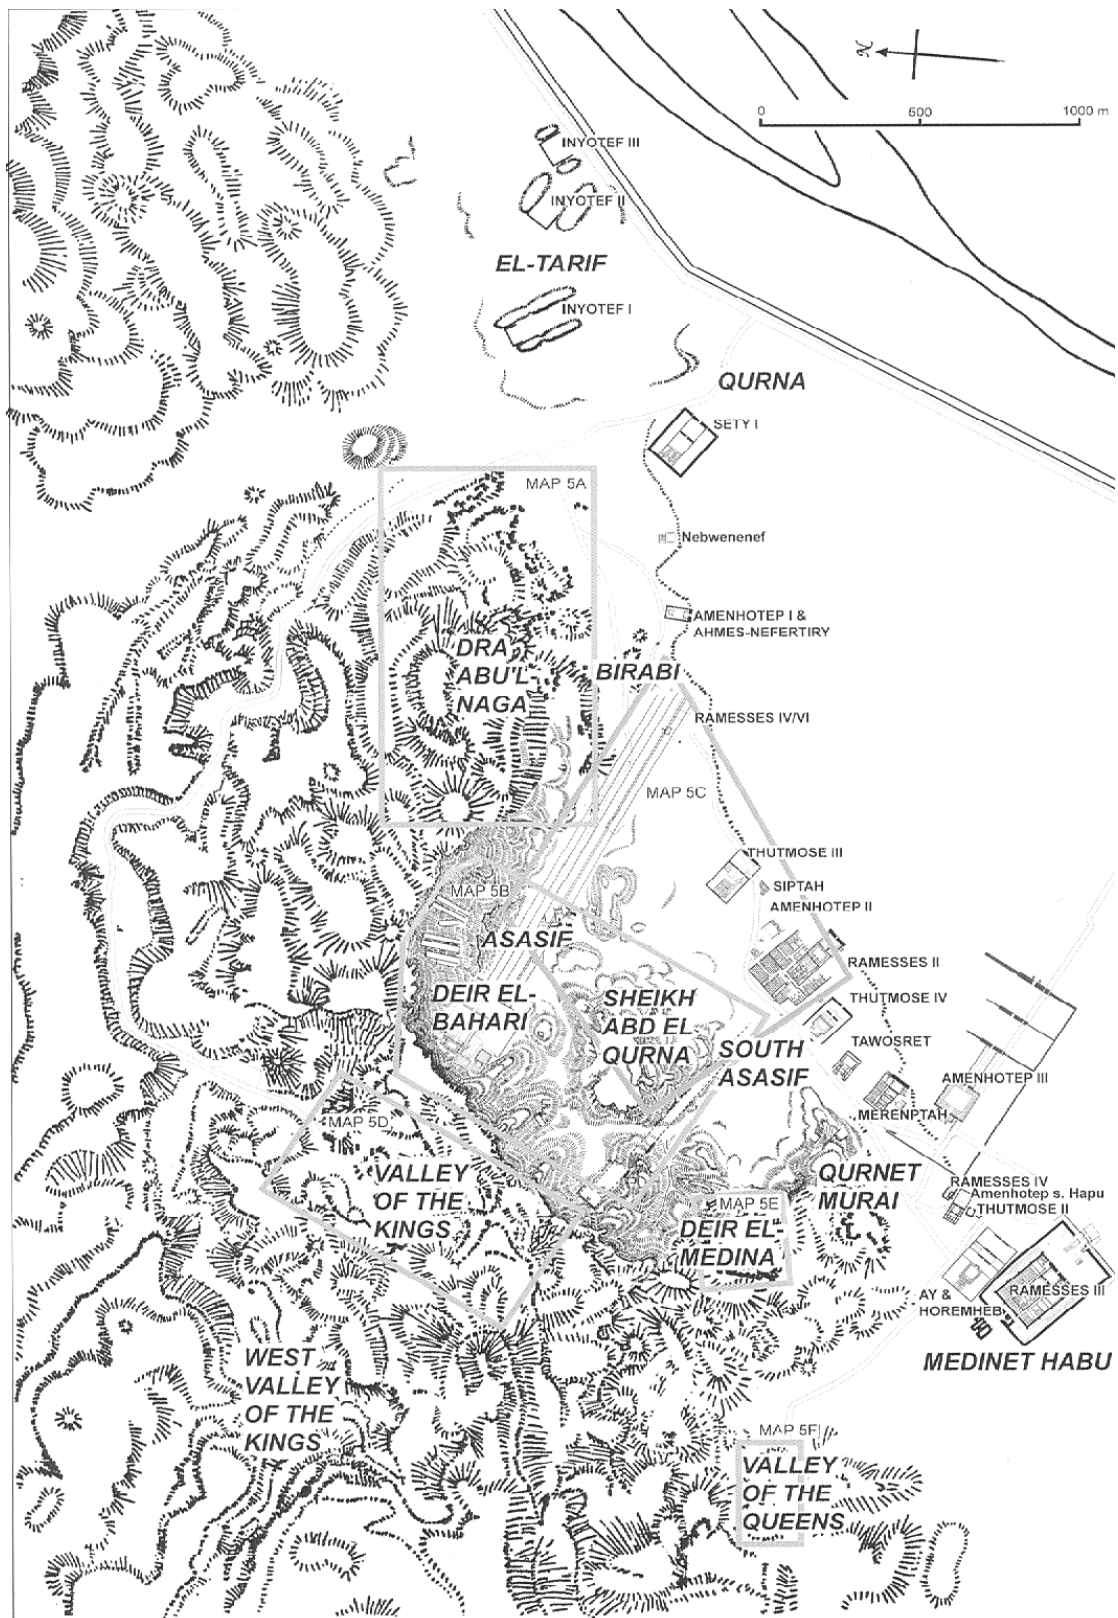 N
0 500 1000 m
INYOTEF III
INYOTEF II
EL-TARIF
INYOTEF I
QURNA
SETY I
MAP 5A
Nebwenenef
AMENHOTEP I &
AHMES-NEFERTIRY
DRA
ABU'L-
NAGA
BIRABI
RAMESSES IV/VI
MAP 5C
THUTMOSE III
MAP 5B
SIPTAH
AMENHOTEP II
ASASIF
RAMESSES II
DEIR EL-
BAHARI
SHEIKH
ABD EL
QURNA
THUTMOSE IV
SOUTH
ASASIF
TAWOSRET
AMENHOTEP III
MERENPTAH
MAP 5D
VALLEY
OF THE
KINGS
QURNET
MURAI
RAMESSES IV
Amenhotep s. Hapu
THUTMOSE II
MAP 5E
DEIR EL-
MEDINA
AY &
HOREMHEB
RAMESSES III
MEDINET HABU
WEST
VALLEY
OF THE
KINGS
MAP 5F
VALLEY
OF THE
QUEENS